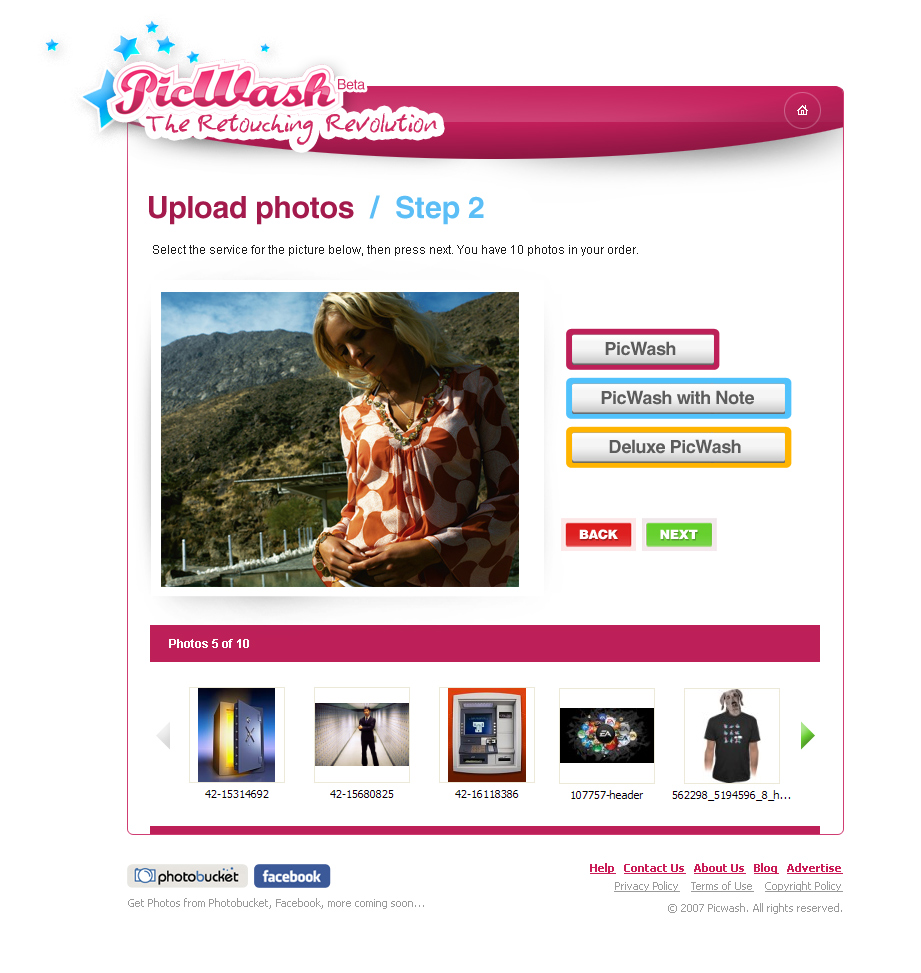 PicWash Beta
The Retouching Revolution
Upload photos / Step 2
Select the service for the picture below, then press next. You have 10 photos in your order.
PicWash
PicWash with Note
Deluxe PicWash
BACK NEXT
Photos 5 of 10
EA
42-15314692 42-15680825 42-16118386 107757-header 562298_5194596_8_h...
photobucket facebook
Get Photos from Photobucket, Facebook, more coming soon...
Help Contact Us About Us Blog Advertise
Privacy Policy Terms of Use Copyright Policy
© 2007 Picwash. All rights reserved.